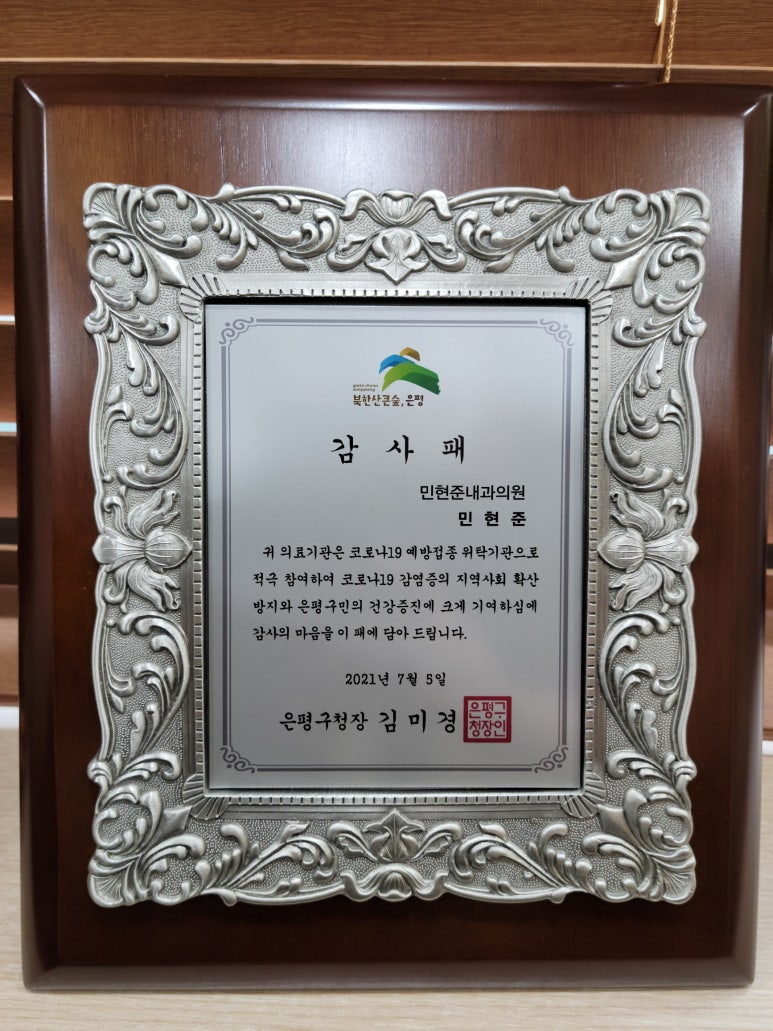 북한산큰숲, 은평
감사패
민현준내과의원
민현준
귀 의료기관은 코로나19 예방접종 위탁기관으로
적극 참여하여 코로나19 감염증의 지역사회 확산
방지와 은평구민의 건강증진에 크게 기여하심에
감사의 마음을 이 패에 담아 드립니다.
2021년 7월 5일
은평구청장 김미경
은평구
청장인